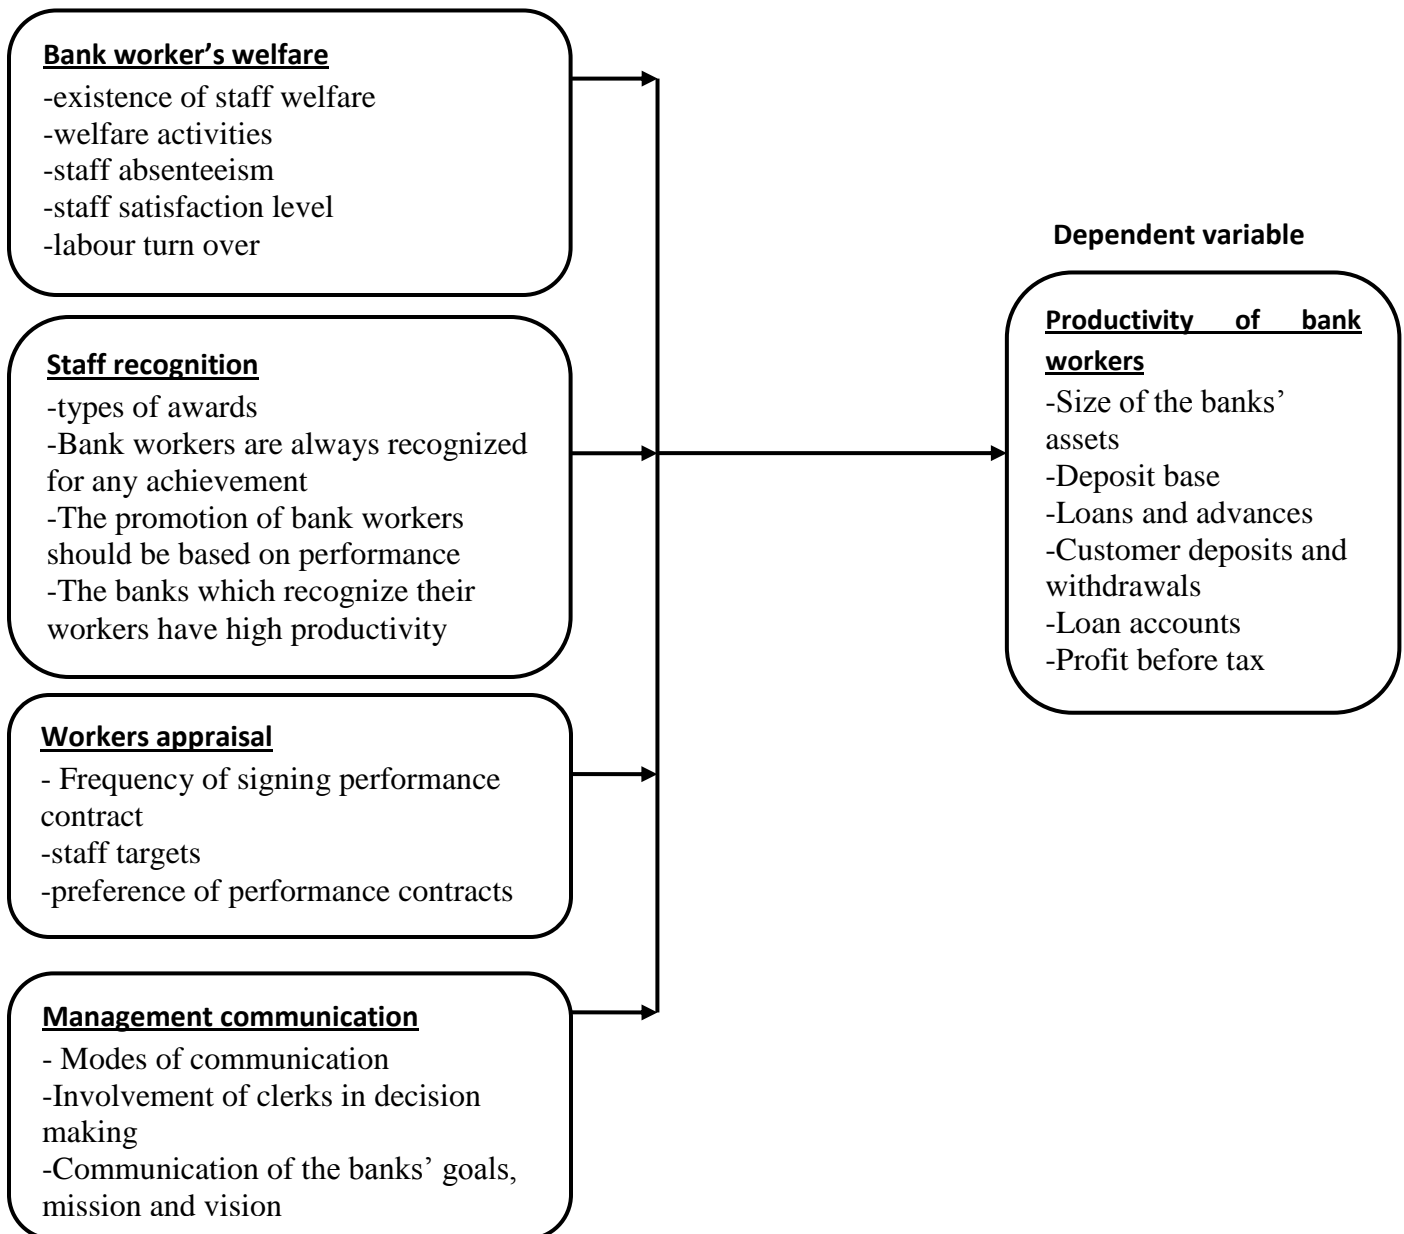 Bank worker’s welfare
-existence of staff welfare
-welfare activities
-staff absenteeism
-staff satisfaction level
-labour turn over
Staff recognition
-types of awards
-Bank workers are always recognized
for any achievement
-The promotion of bank workers
should be based on performance
-The banks which recognize their
workers have high productivity
Workers appraisal
- Frequency of signing performance
contract
-staff targets
-preference of performance contracts
Management communication
- Modes of communication
-Involvement of clerks in decision
making
-Communication of the banks’ goals,
mission and vision
Dependent variable
Productivity of bank
workers
-Size of the banks’
assets
-Deposit base
-Loans and advances
-Customer deposits and
withdrawals
-Loan accounts
-Profit before tax